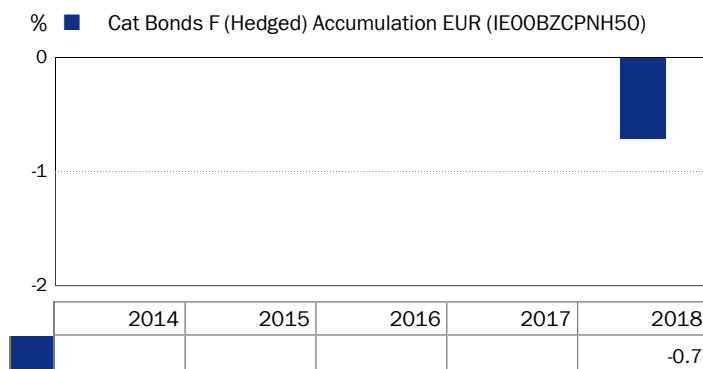 % Cat Bonds F (Hedged) Accumulation EUR (IE00BZCPNH50)
0
-1
-2
2014 2015 2016 2017 2018
-0.7